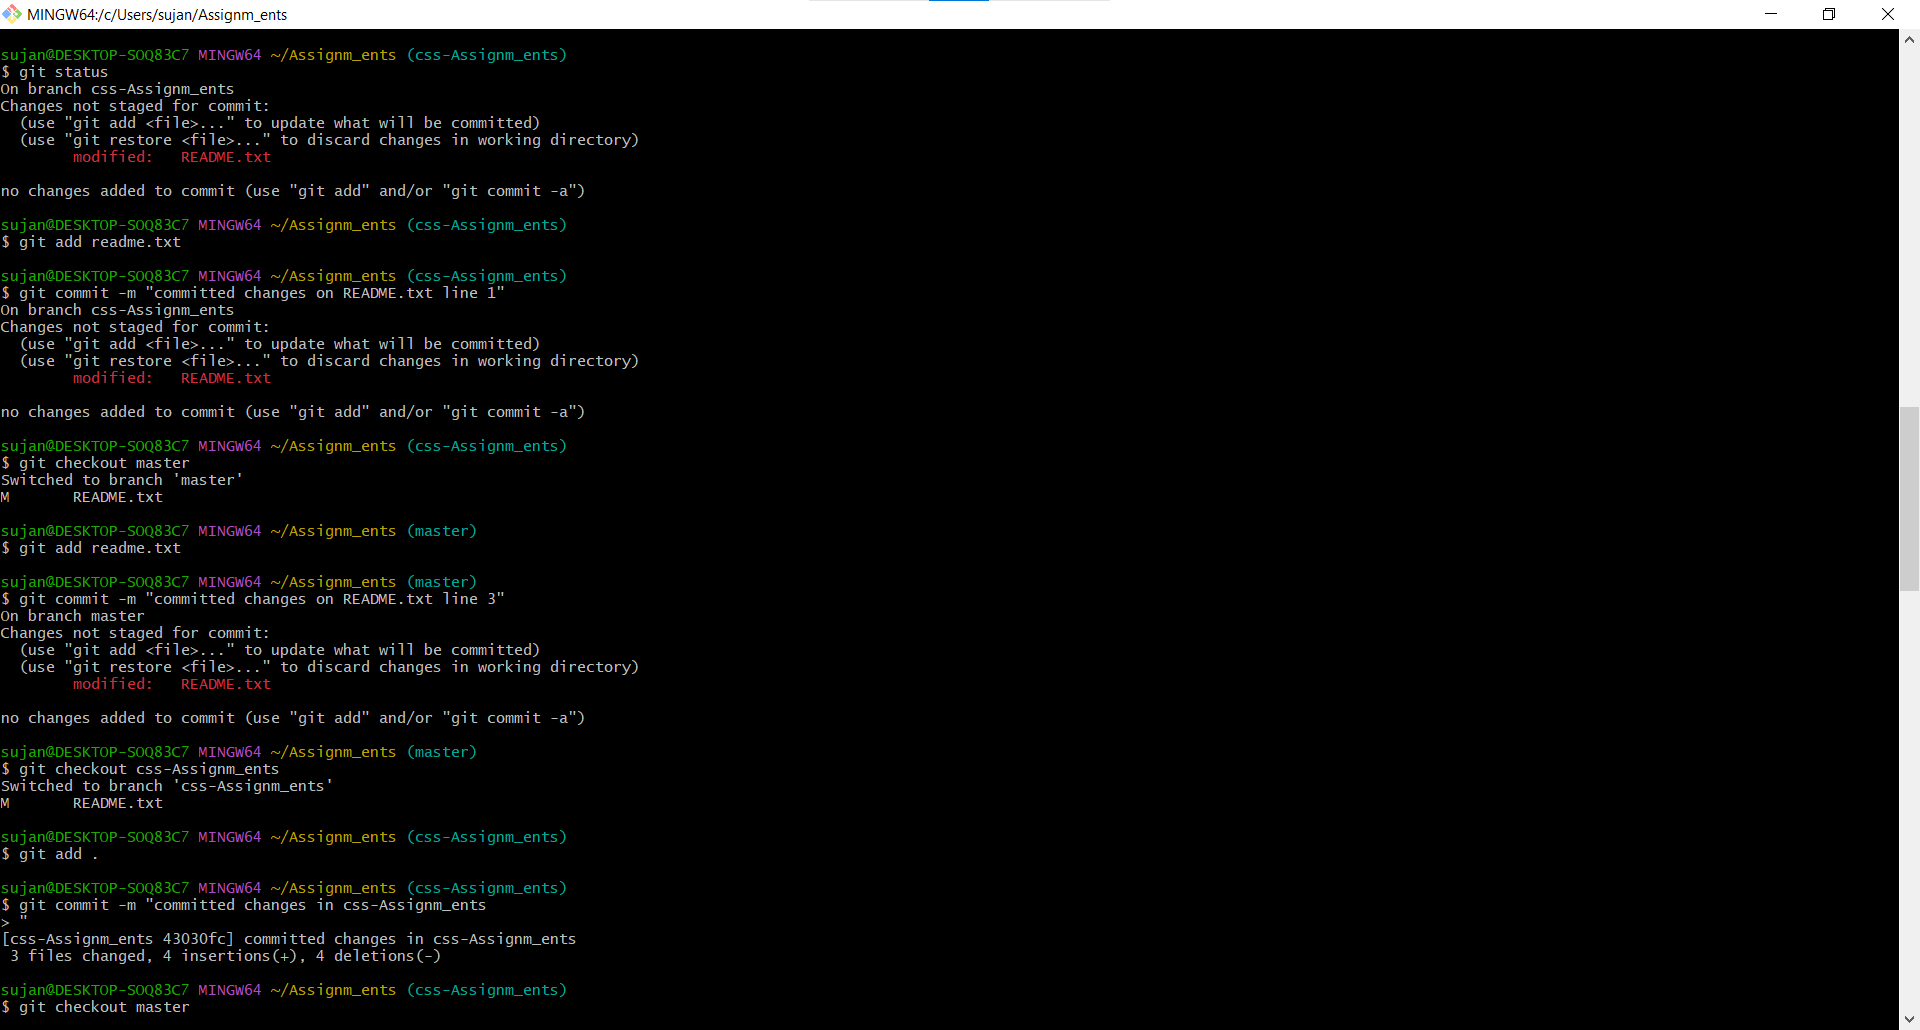 MINGW64:/c/Users/sujan/Assignm_ents
sujan@DESKTOP-SOQ83C7 MINGW64 ~/Assignm_ents (css-Assignm_ents)
$ git status
On branch css-Assignm_ents
Changes not staged for commit:
  (use "git add <file>..." to update what will be committed)
  (use "git restore <file>..." to discard changes in working directory)
        modified:   README.txt
no changes added to commit (use "git add" and/or "git commit -a")
sujan@DESKTOP-SOQ83C7 MINGW64 ~/Assignm_ents (css-Assignm_ents)
$ git add readme.txt
sujan@DESKTOP-SOQ83C7 MINGW64 ~/Assignm_ents (css-Assignm_ents)
$ git commit -m "committed changes on README.txt line 1"
On branch css-Assignm_ents
Changes not staged for commit:
  (use "git add <file>..." to update what will be committed)
  (use "git restore <file>..." to discard changes in working directory)
        modified:   README.txt
no changes added to commit (use "git add" and/or "git commit -a")
sujan@DESKTOP-SOQ83C7 MINGW64 ~/Assignm_ents (css-Assignm_ents)
$ git checkout master
Switched to branch 'master'
M       README.txt
sujan@DESKTOP-SOQ83C7 MINGW64 ~/Assignm_ents (master)
$ git add readme.txt
sujan@DESKTOP-SOQ83C7 MINGW64 ~/Assignm_ents (master)
$ git commit -m "committed changes on README.txt line 3"
On branch master
Changes not staged for commit:
  (use "git add <file>..." to update what will be committed)
  (use "git restore <file>..." to discard changes in working directory)
        modified:   README.txt
no changes added to commit (use "git add" and/or "git commit -a")
sujan@DESKTOP-SOQ83C7 MINGW64 ~/Assignm_ents (master)
$ git checkout css-Assignm_ents
Switched to branch 'css-Assignm_ents'
M       README.txt
sujan@DESKTOP-SOQ83C7 MINGW64 ~/Assignm_ents (css-Assignm_ents)
$ git add .
sujan@DESKTOP-SOQ83C7 MINGW64 ~/Assignm_ents (css-Assignm_ents)
$ git commit -m "committed changes in css-Assignm_ents
> "
[css-Assignm_ents 43030fc] committed changes in css-Assignm_ents
 3 files changed, 4 insertions(+), 4 deletions(-)
sujan@DESKTOP-SOQ83C7 MINGW64 ~/Assignm_ents (css-Assignm_ents)
$ git checkout master